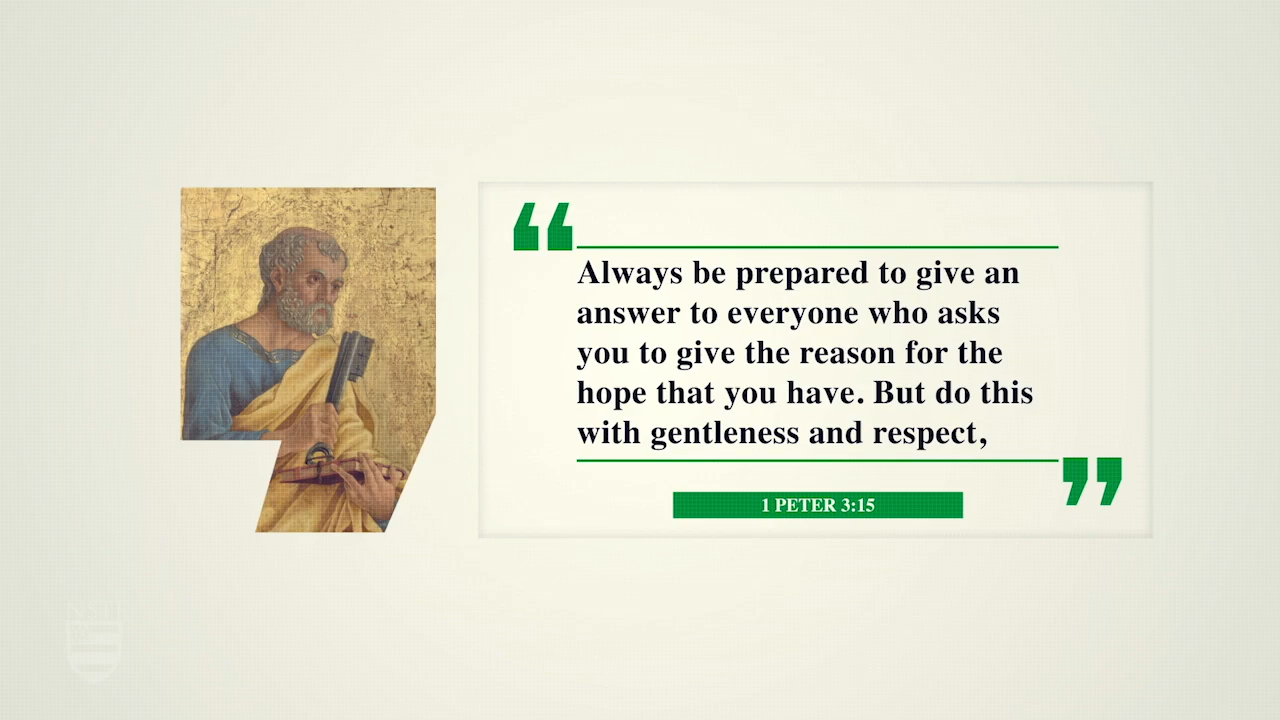 Always be prepared to give an
answer to everyone who asks
you to give the reason for the
hope that you have. But do this
with gentleness and respect,
1 PETER 3:15